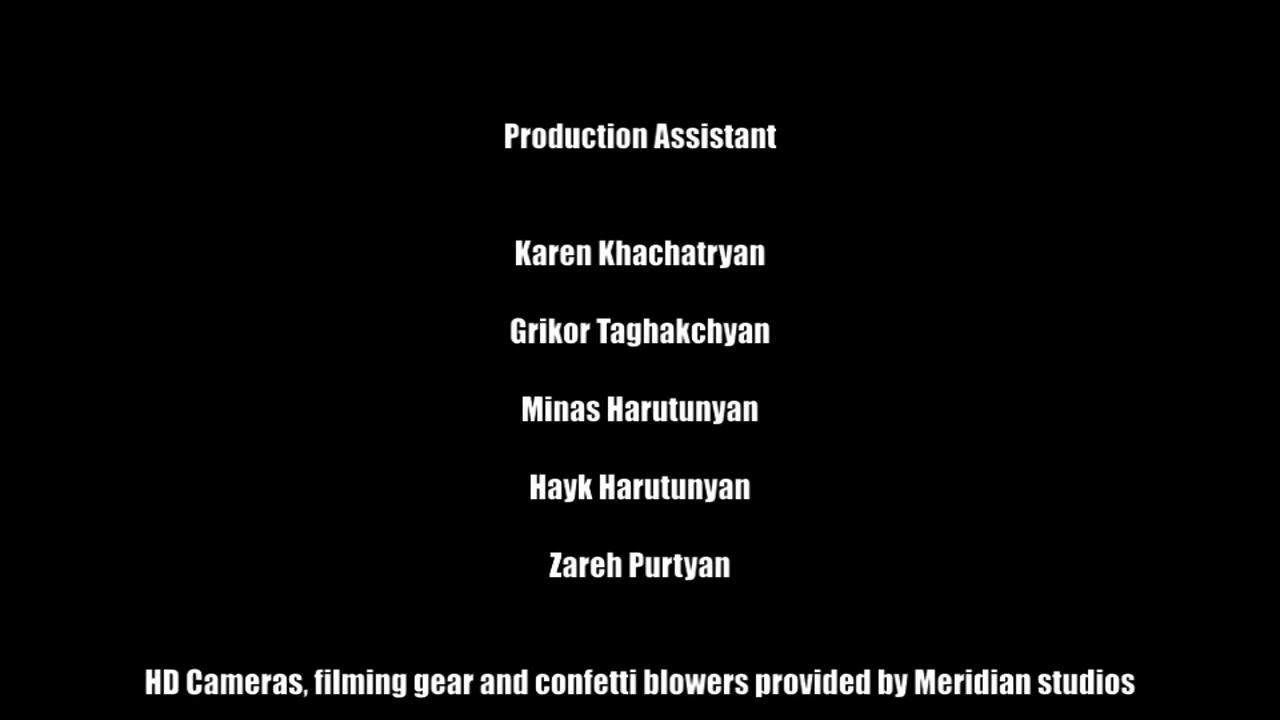 Production Assistant
Karen Khachatryan
Grikor Taghakchyan
Minas Harutunyan
Hayk Harutunyan
Zareh Purtyan
HD Cameras, filming gear and confetti blowers provided by Meridian studios